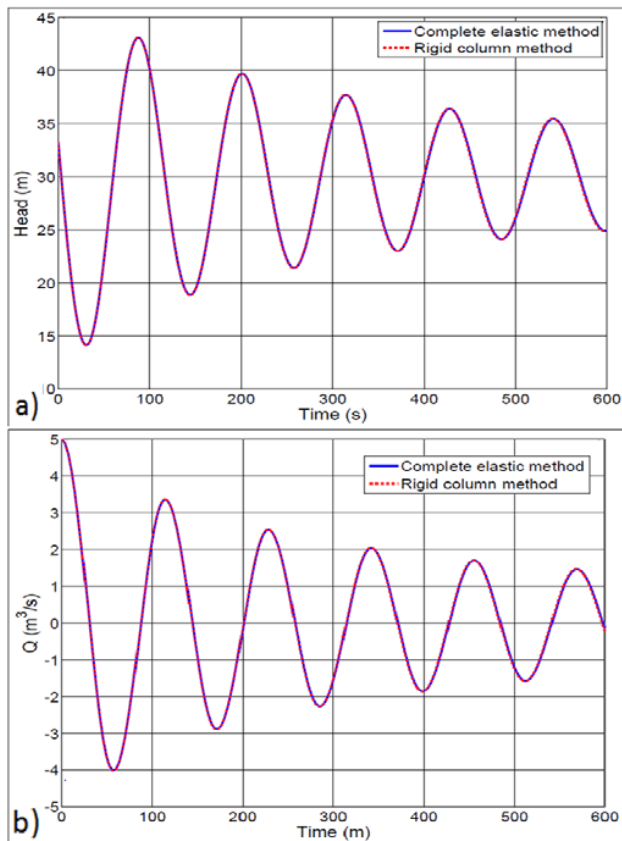 45
40
35
30
25
20
15
10
Head (m)
Complete elastic method
Rigid column method
0 100 200 300 400 500 600
Time (s)
a)
5
4
3
2
1
0
-1
-2
-3
-4
-5
Q (m³/s)
Complete elastic method
Rigid column method
0 100 200 300 400 500 600
Time (m)
b)